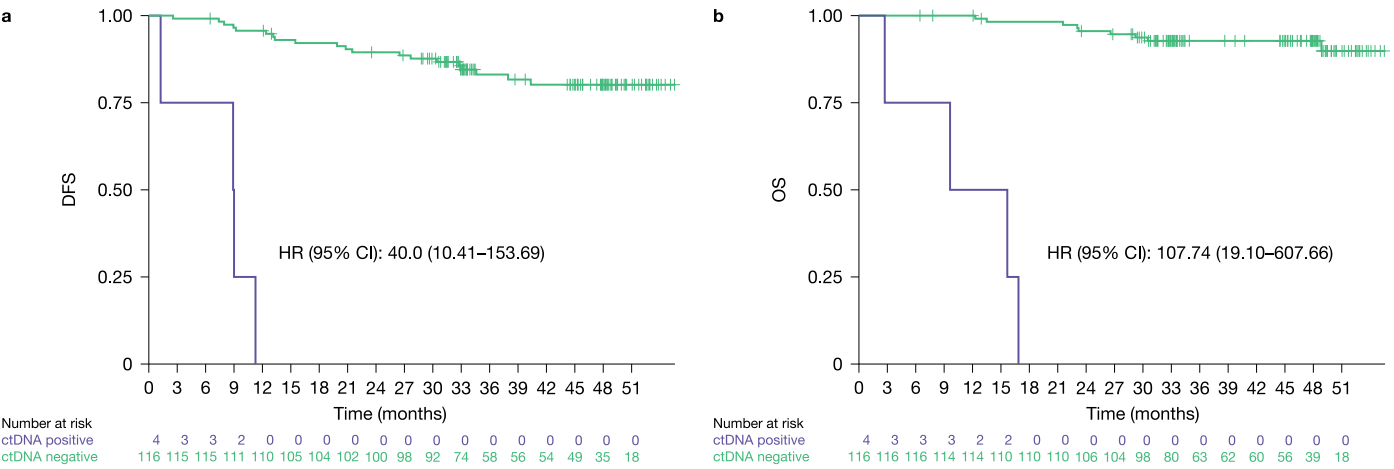 a
1.00
0.75
0.50
0.25
0
DFS
HR (95% CI): 40.0 (10.41–153.69)
0 3 6 9 12 15 18 21 24 27 30 33 36 39 42 45 48 51
Time (months)
Number at risk
ctDNA positive 4 3 3 2 0 0 0 0 0 0 0 0 0 0 0 0 0 0
ctDNA negative 116 115 115 111 110 105 104 102 100 98 92 74 58 56 54 49 35 18
b
1.00
0.75
0.50
0.25
0
OS
HR (95% CI): 107.74 (19.10–607.66)
0 3 6 9 12 15 18 21 24 27 30 33 36 39 42 45 48 51
Time (months)
Number at risk
ctDNA positive 4 3 3 3 2 2 0 0 0 0 0 0 0 0 0 0 0 0
ctDNA negative 116 116 116 114 114 110 110 110 106 104 98 80 63 62 60 56 39 18